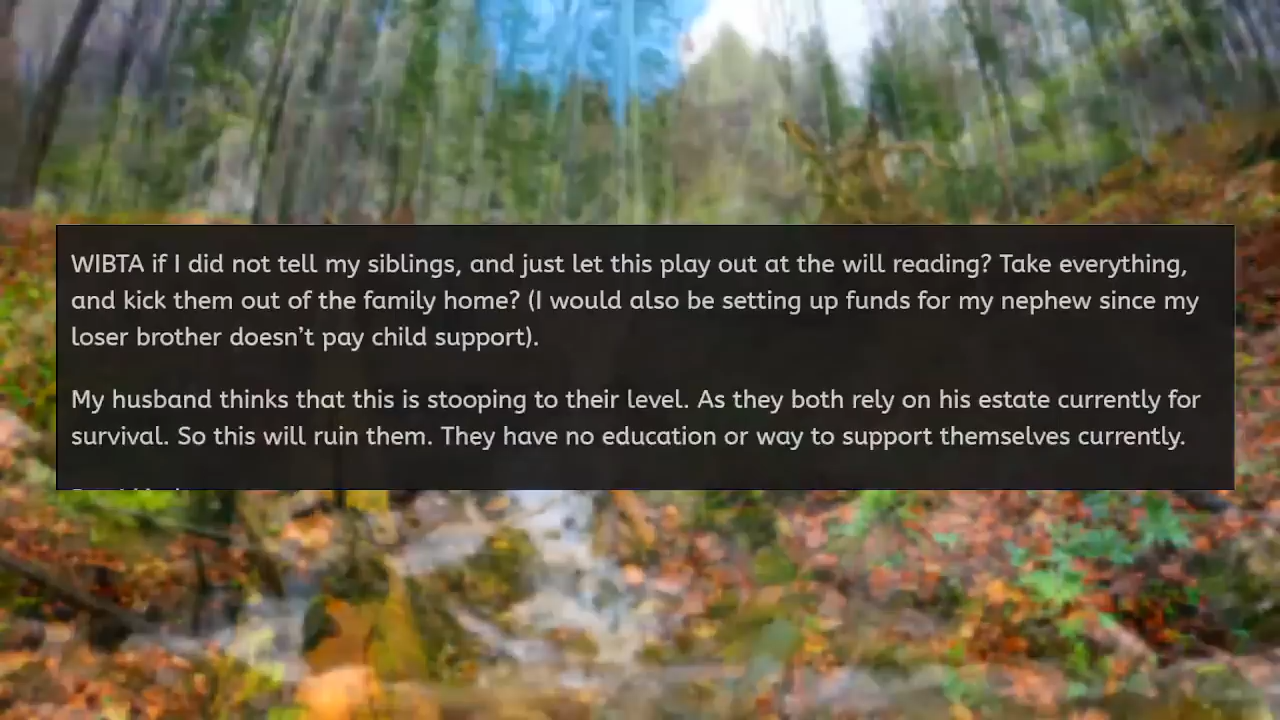 WIBTA if I did not tell my siblings, and just let this play out at the will reading? Take everything,
and kick them out of the family home? (I would also be setting up funds for my nephew since my
loser brother doesn’t pay child support).
My husband thinks that this is stooping to their level. As they both rely on his estate currently for
survival. So this will ruin them. They have no education or way to support themselves currently.